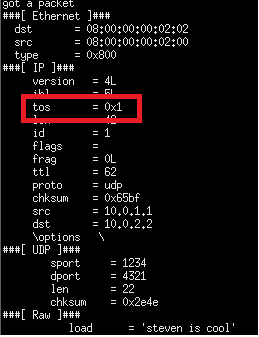 got a packet
###[ Ethernet ]###
dst = 08:00:00:00:02:02
src = 08:00:00:00:02:00
type = 0x800
###[ IP ]###
version = 4L
ihl = 5L
tos = 0x1
len = 42
id = 1
flags =
frag = 0L
ttl = 62
proto = udp
chksum = 0x65bf
src = 10.0.1.1
dst = 10.0.2.2
\options \
###[ UDP ]###
sport = 1234
dport = 4321
len = 22
chksum = 0x2e4e
###[ Raw ]###
load = 'steven is cool'